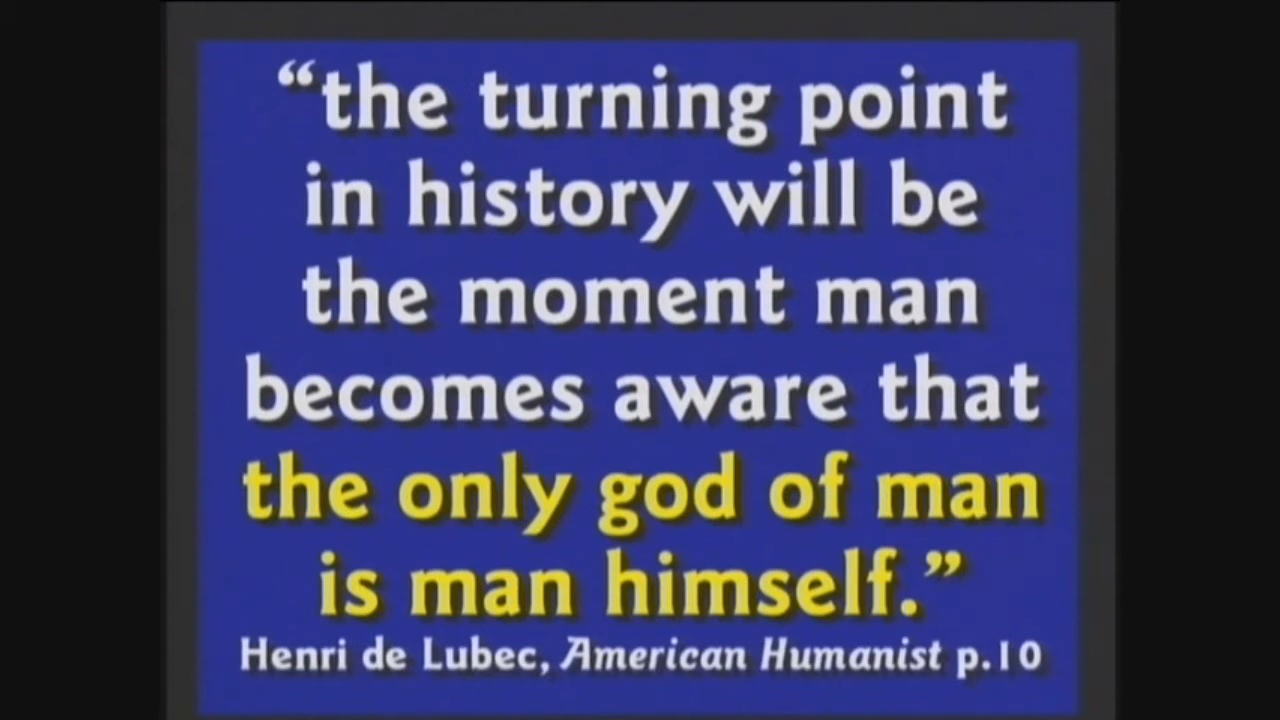 “the turning point
in history will be
the moment man
becomes aware that
the only god of man
is man himself.”
Henri de Lubec, American Humanist p.10